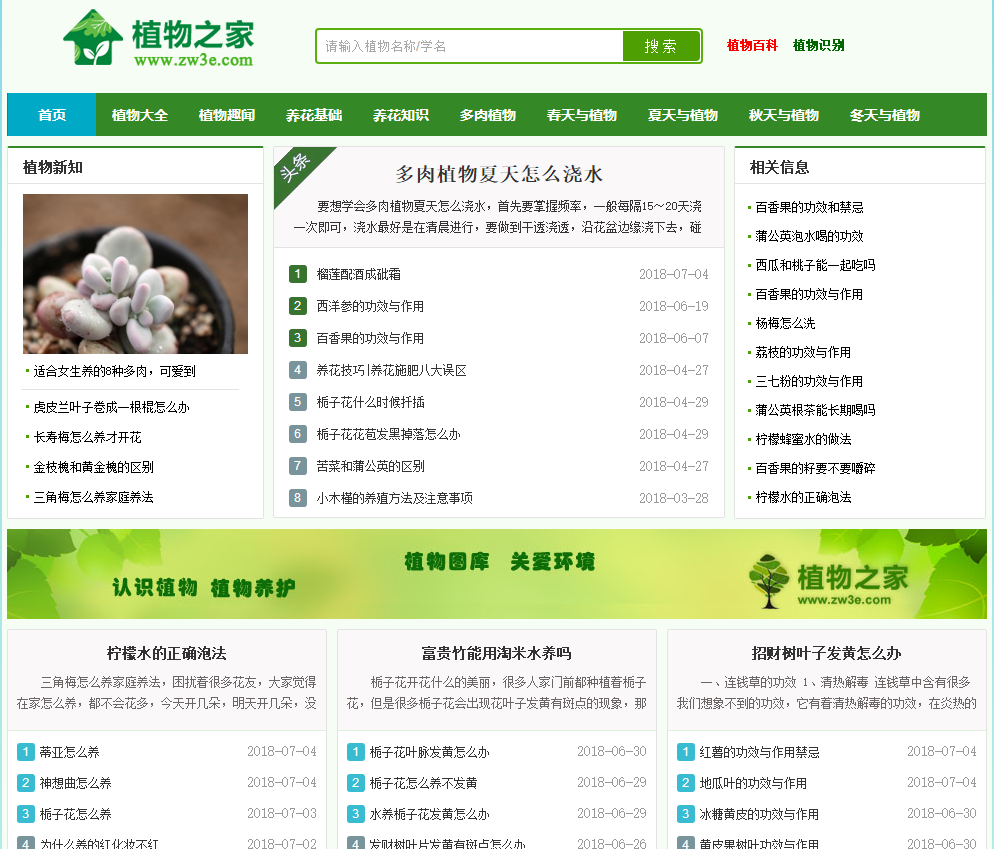 植物之家
www.zw3e.com
请输入植物名称/学名
搜 索
植物百科 植物识别
首页 植物大全 植物趣闻 养花基础 养花知识 多肉植物 春天与植物 夏天与植物 秋天与植物 冬天与植物
植物新知
适合女生养的8种多肉，可爱到
虎皮兰叶子卷成一根棍怎么办
长寿梅怎么养才开花
金枝槐和黄金槐的区别
三角梅怎么养家庭养法
头条
多肉植物夏天怎么浇水
要想学会多肉植物夏天怎么浇水，首先要掌握频率，一般每隔15～20天浇
一次即可，浇水最好是在清晨进行，要做到干透浇透，沿花盆边缘浇下去，碰
1 榴莲配酒成砒霜 2018-07-04
2 西洋参的功效与作用 2018-06-19
3 百香果的功效与作用 2018-06-07
4 养花技巧|养花施肥八大误区 2018-04-27
5 栀子花什么时候扦插 2018-04-29
6 栀子花花苞发黑掉落怎么办 2018-04-29
7 苦菜和蒲公英的区别 2018-04-27
8 小木槿的养殖方法及注意事项 2018-03-28
相关信息
百香果的功效和禁忌
蒲公英泡水喝的功效
西瓜和桃子能一起吃吗
百香果的功效与作用
杨梅怎么洗
荔枝的功效与作用
三七粉的功效与作用
蒲公英根茶能长期喝吗
柠檬蜂蜜水的做法
百香果的籽要不要嚼碎
柠檬水的正确泡法
认识植物 植物养护
植物图库 关爱环境
植物之家
www.zw3e.com
柠檬水的正确泡法
三角梅怎么养家庭养法，困扰着很多花友，大家觉得
在家怎么养，都不会花多，今天开几朵，明天开几朵，没
1 蒂亚怎么养 2018-07-04
2 神想曲怎么养 2018-07-04
3 栀子花怎么养 2018-07-03
4 为什么养的红化妆不红 2018-07-02
富贵竹能用淘米水养吗
栀子花开花什么的美丽，很多人家门前都种植着栀子
花，但是很多栀子花会出现花叶子发黄有斑点的现象，那
1 栀子花叶脉发黄怎么办 2018-06-30
2 栀子花怎么养不发黄 2018-06-29
3 水养栀子花发黄怎么办 2018-06-29
4 发财树叶片发黄有斑点怎么办 2018-06-26
招财树叶子发黄怎么办
一、连钱草的功效 1、清热解毒 连钱草中含有很多
我们想象不到的功效，它有着清热解毒的功效，在炎热的
1 红薯的功效与作用禁忌 2018-07-04
2 地瓜叶的功效与作用 2018-07-04
3 冰糖黄皮的功效与作用 2018-06-30
4 黄皮果树叶功效与作用 2018-06-30